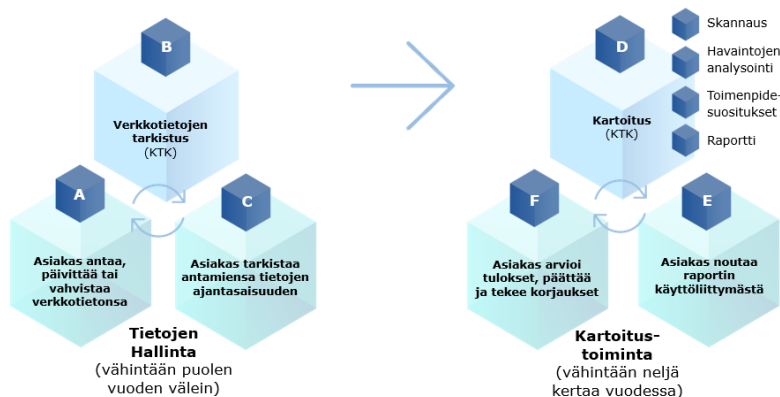 B
Verkkotietojen
tarkistus
(KTK)
A
Asiakas antaa,
päivittää tai
vahvistaa
verkkotietonsa
C
Asiakas tarkistaa
antamiensa tietojen
ajantasaisuuden
Tietojen
Hallinta
(vähintään puolen
vuoden välein)
D
Kartoitus
(KTK)
Skannaus
Havaintojen
analysointi
Toimenpide-
suositukset
Raportti
F
Asiakas arvioi
tulokset, päättää
ja tekee korjaukset
E
Asiakas noutaa
raportin
käyttöliittymästä
Kartoitus-
toiminta
(vähintään neljä
kertaa vuodessa)